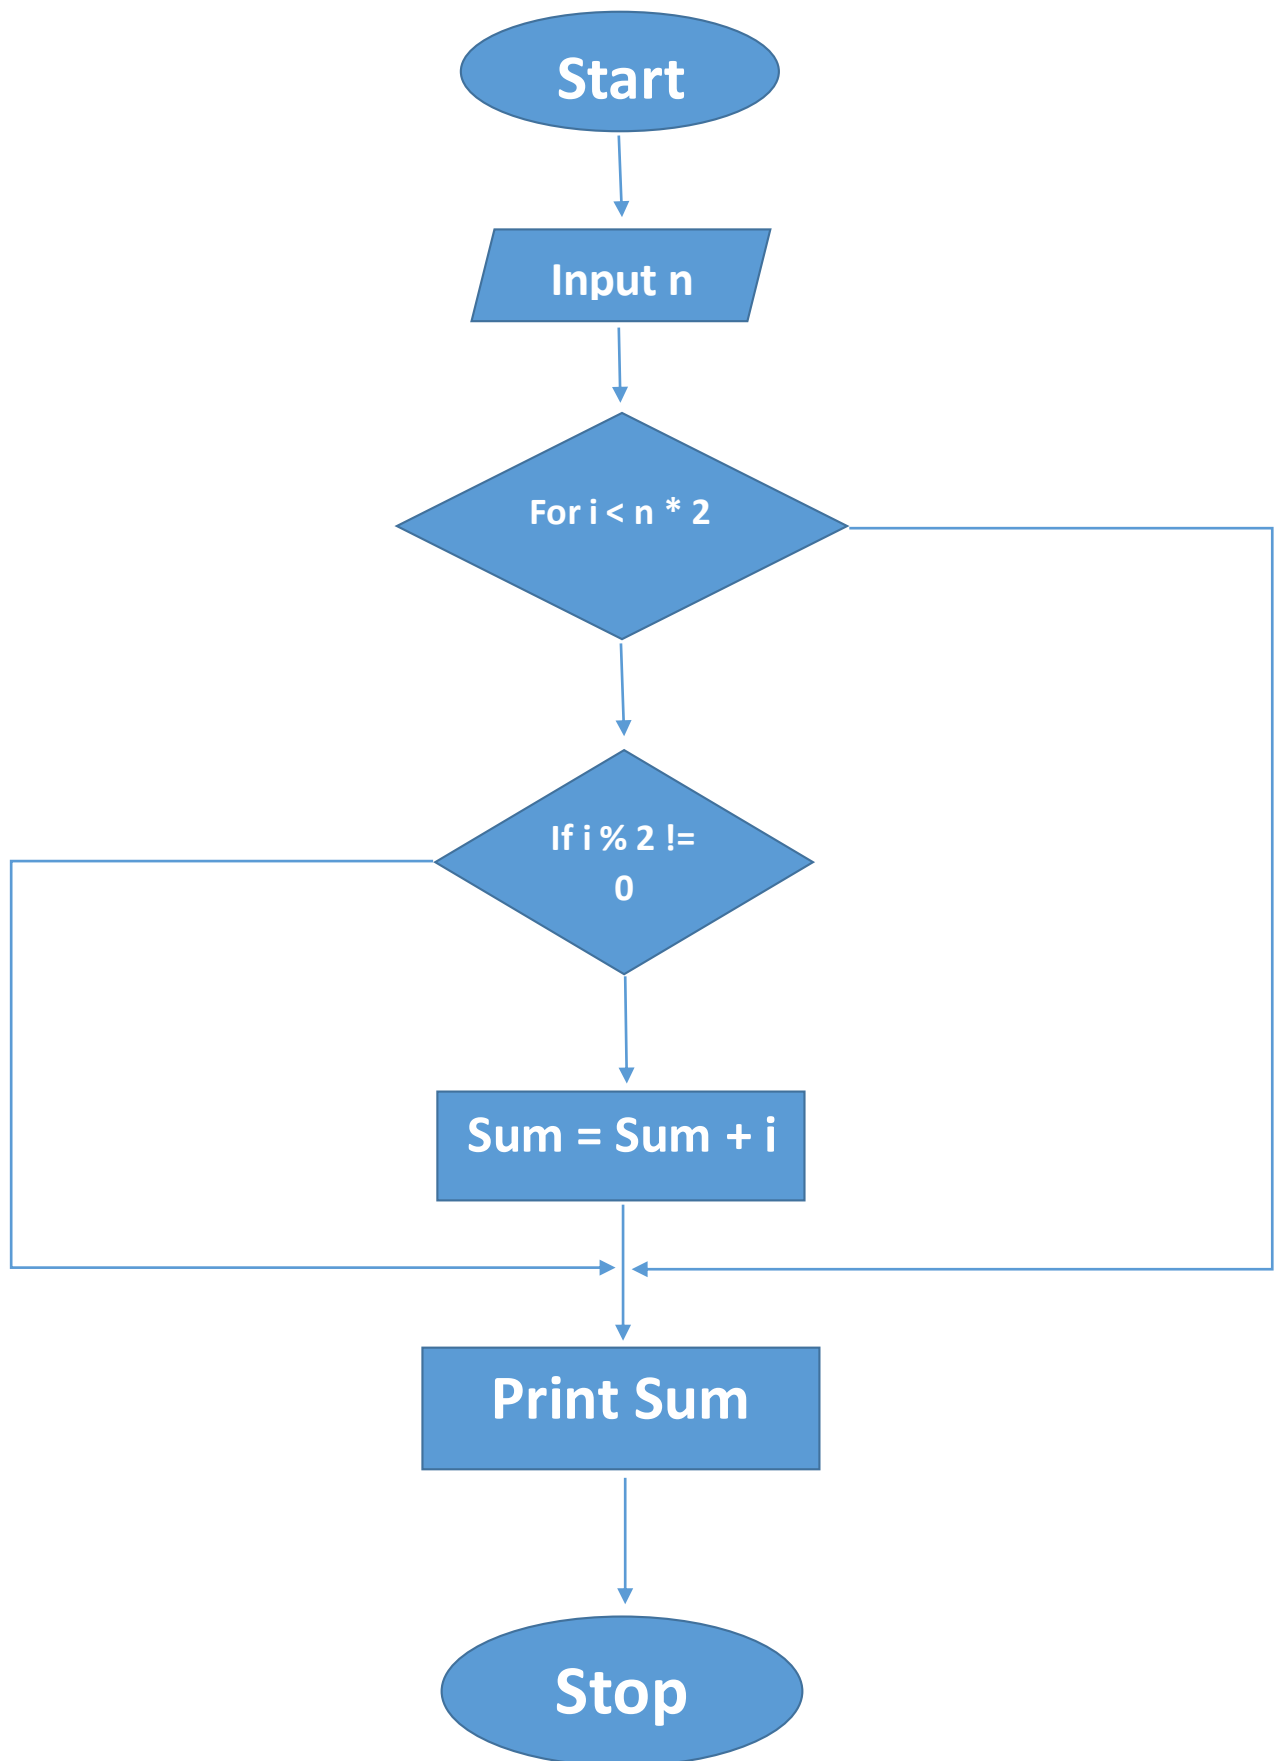 Start
Input n
For i < n * 2
If i % 2 !=
0
Sum = Sum + i
Print Sum
Stop